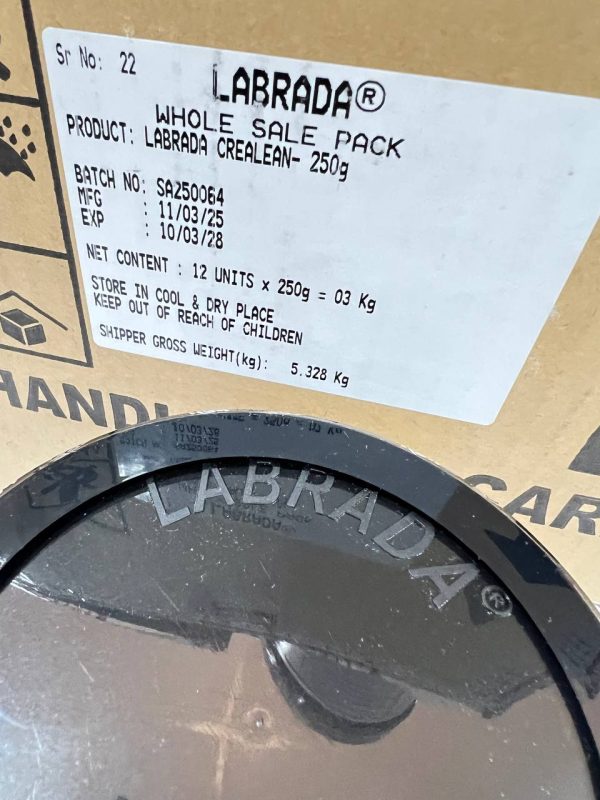 Sr No: 22
LABRADA®
WHOLE SALE PACK
PRODUCT: LABRADA CREALEAN- 250g
BATCH NO: SA250064
MFG : 11/03/25
EXP : 10/03/28
NET CONTENT : 12 UNITS x 250g = 03 Kg
STORE IN COOL & DRY PLACE
KEEP OUT OF REACH OF CHILDREN
SHIPPER GROSS WEIGHT(kg): 5.328 Kg
HANDL
CAR
LABRADA®